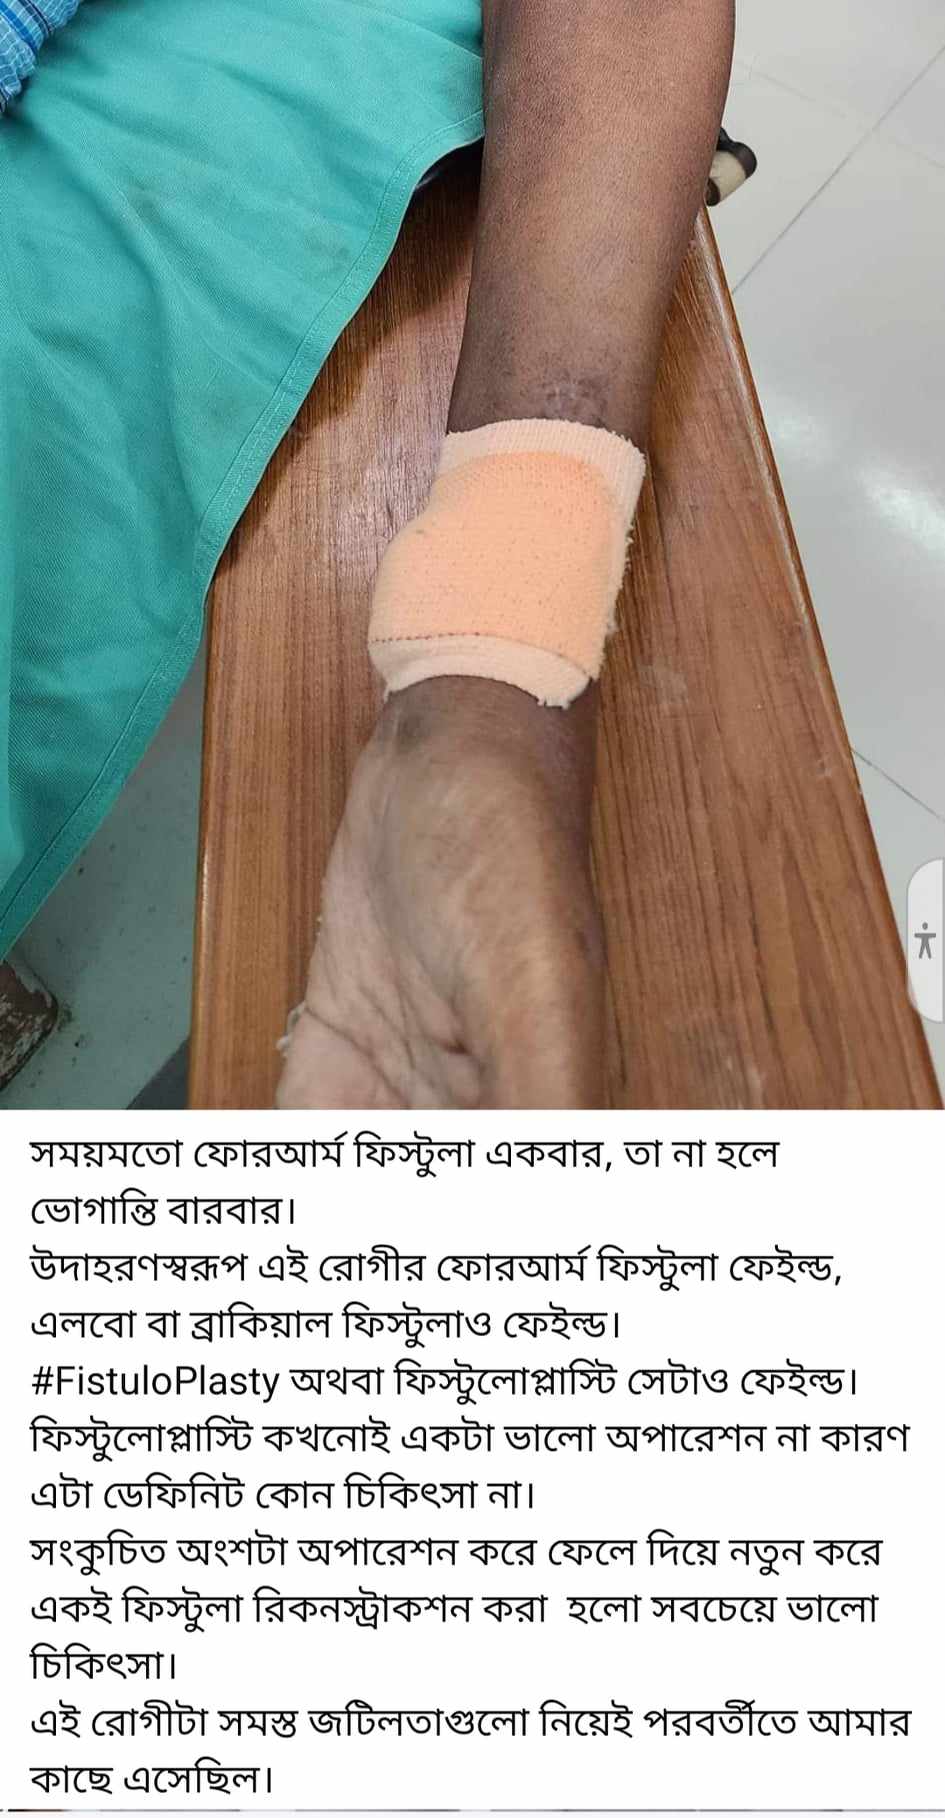 সময়মতো ফোরআর্ম ফিস্টুলা একবার, তা না হলে
ভোগান্তি বারবার।
উদাহরণস্বরূপ এই রোগীর ফোরআর্ম ফিস্টুলা ফেইল্ড,
এলবো বা ব্রাকিয়াল ফিস্টুলাও ফেইল্ড।
#FistuloPlasty অথবা ফিস্টুলোপ্লাস্টি সেটাও ফেইল্ড।
ফিস্টুলোপ্লাস্টি কখনোই একটা ভালো অপারেশন না কারণ
এটা ডেফিনিট কোন চিকিৎসা না।
সংকুচিত অংশটা অপারেশন করে ফেলে দিয়ে নতুন করে
একই ফিস্টুলা রিকনস্ট্রাকশন করা  হলো সবচেয়ে ভালো
চিকিৎসা।
এই রোগীটা সমস্ত জটিলতাগুলো নিয়েই পরবর্তীতে আমার
কাছে এসেছিল।